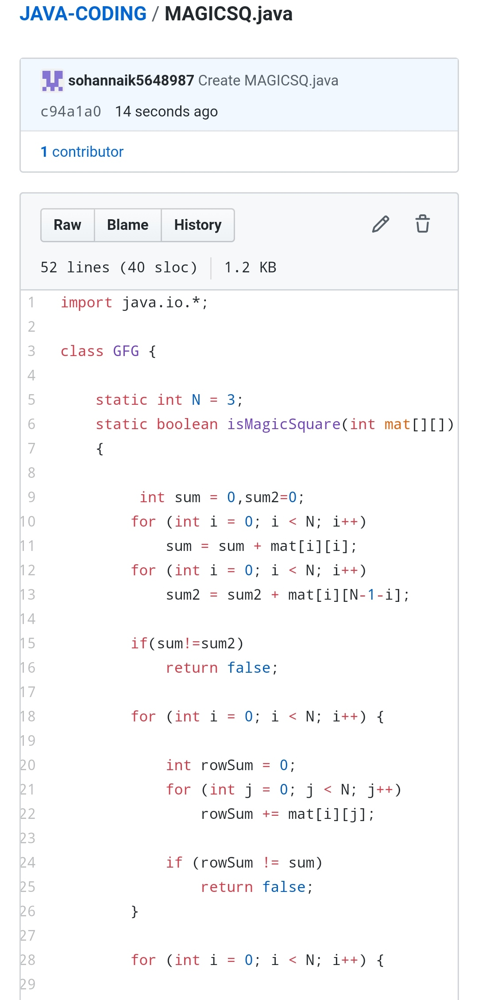 JAVA-CODING / MAGICSQ.java
sohannaik5648987 Create MAGICSQ.java
c94a1a0 14 seconds ago
1 contributor
Raw Blame History
52 lines (40 sloc) 1.2 KB
1 import java.io.*;
2
3 class GFG {
4
5 static int N = 3;
6 static boolean isMagicSquare(int mat[][])
7 {
8
9 int sum = 0,sum2=0;
10 for (int i = 0; i < N; i++)
11 sum = sum + mat[i][i];
12 for (int i = 0; i < N; i++)
13 sum2 = sum2 + mat[i][N-1-i];
14
15 if(sum!=sum2)
16 return false;
17
18 for (int i = 0; i < N; i++) {
19
20 int rowSum = 0;
21 for (int j = 0; j < N; j++)
22 rowSum += mat[i][j];
23
24 if (rowSum != sum)
25 return false;
26 }
27
28 for (int i = 0; i < N; i++) {
29